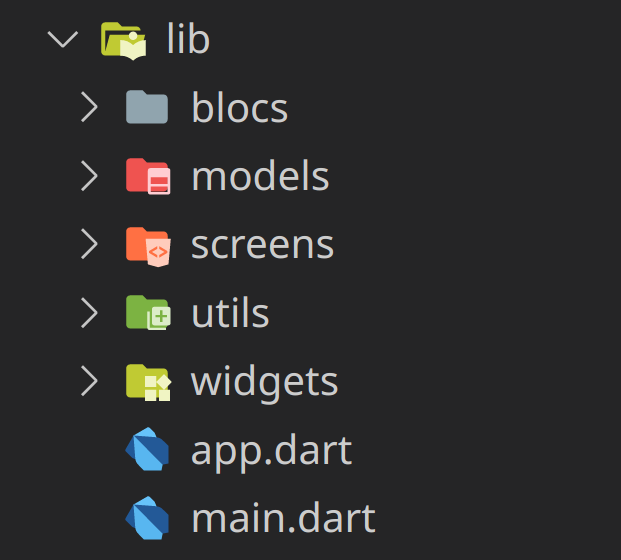 lib
blocs
models
screens
utils
widgets
app.dart
main.dart